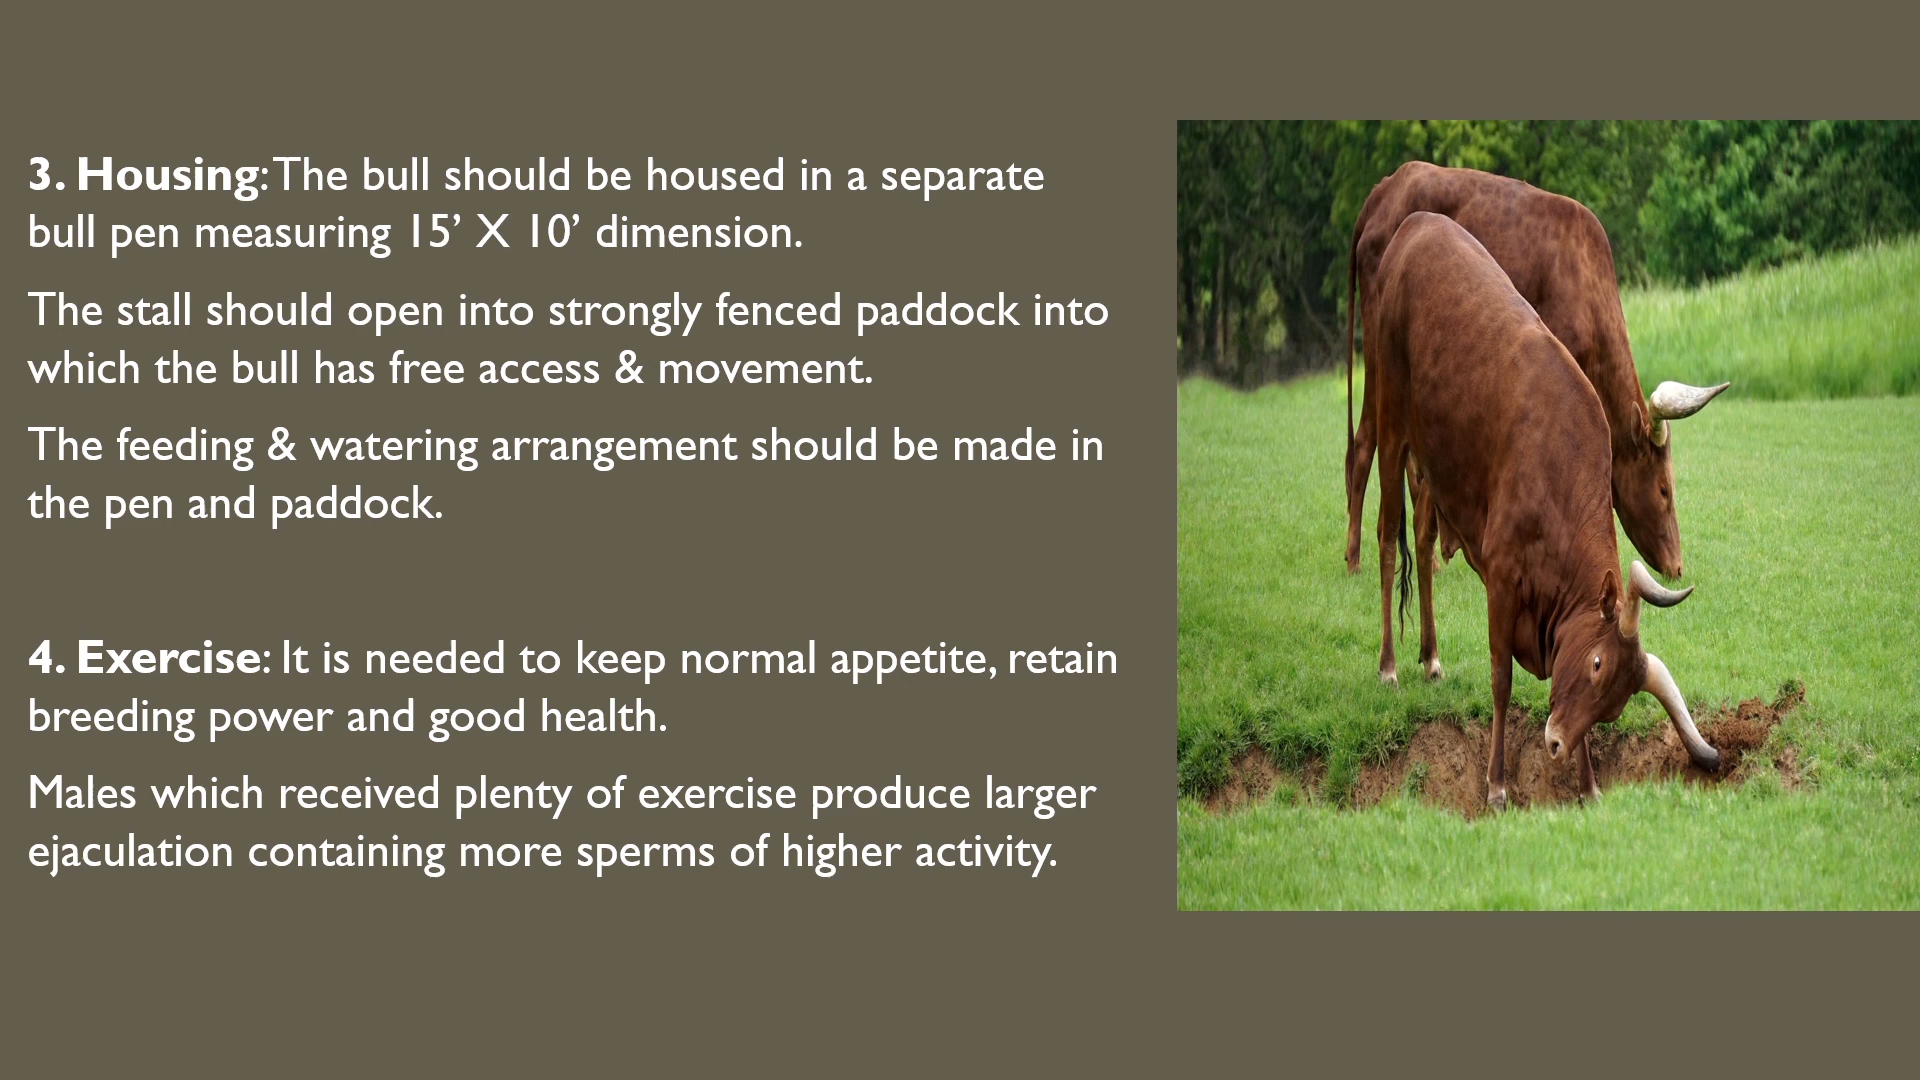 3. Housing: The bull should be housed in a separate
bull pen measuring 15’ X 10’ dimension.
The stall should open into strongly fenced paddock into
which the bull has free access & movement.
The feeding & watering arrangement should be made in
the pen and paddock.
4. Exercise: It is needed to keep normal appetite, retain
breeding power and good health.
Males which received plenty of exercise produce larger
ejaculation containing more sperms of higher activity.